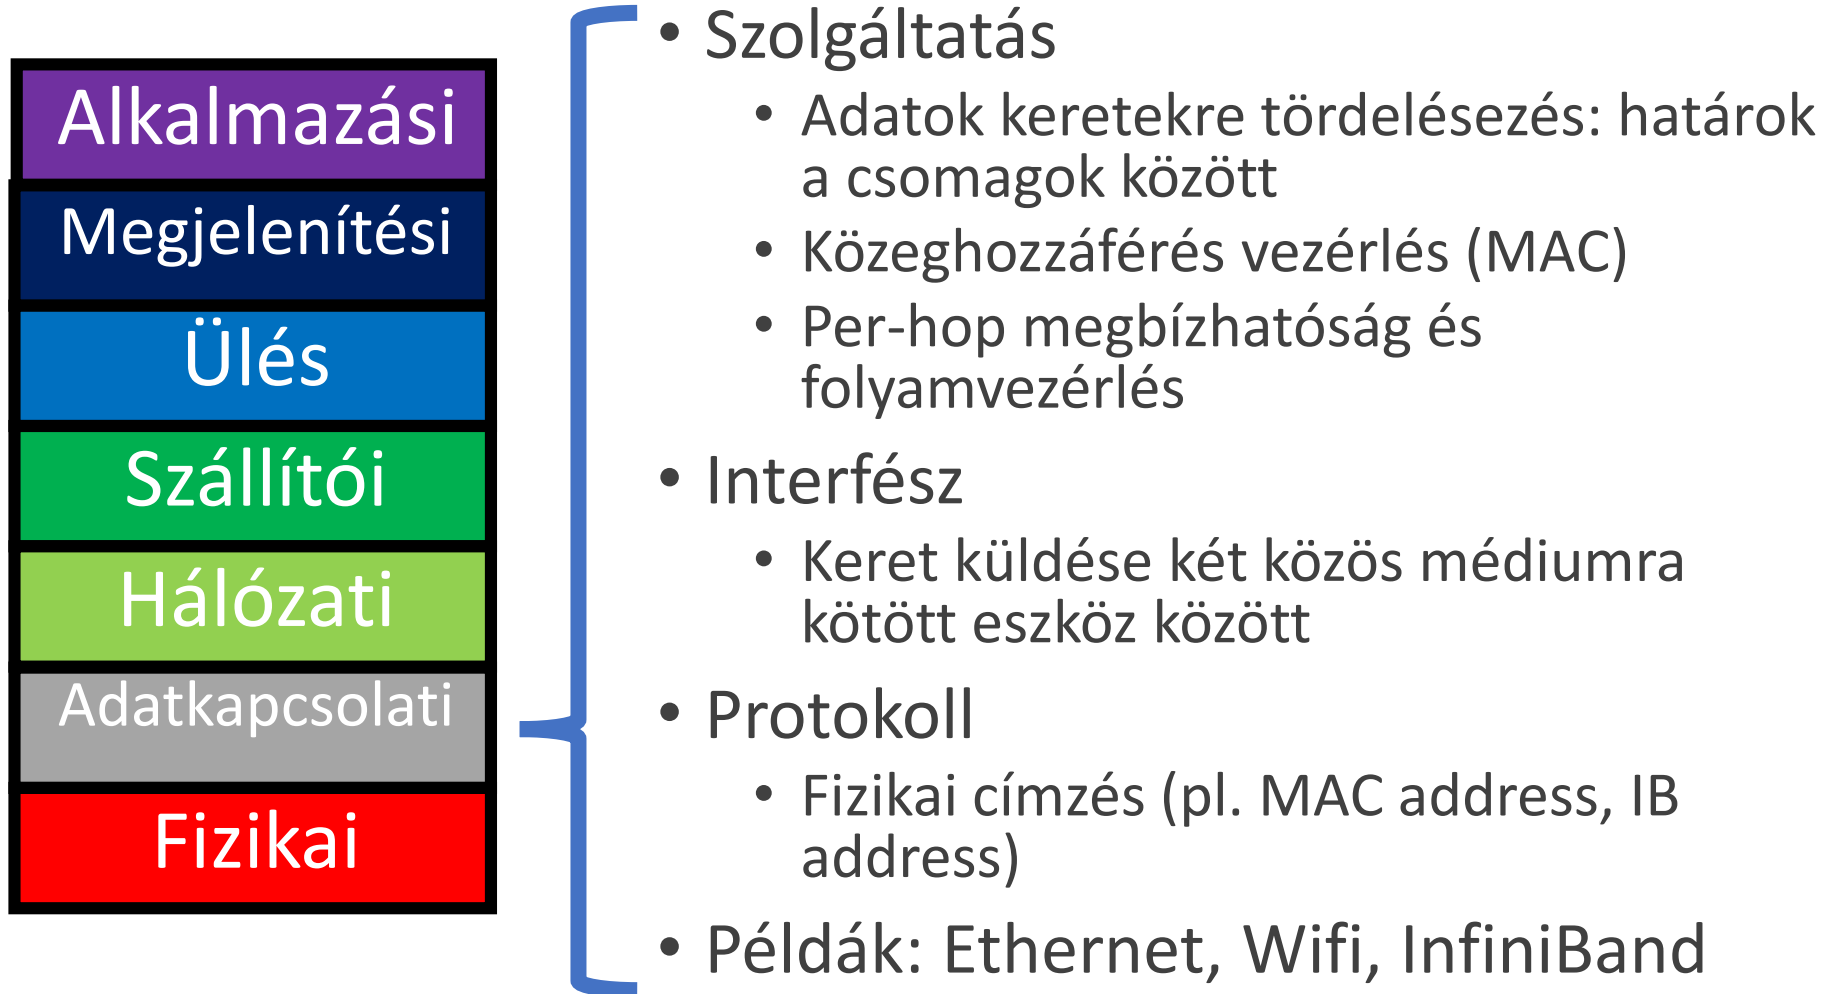 Alkalmazási
Megjelenítési
Ülés
Szállítói
Hálózati
Adatkapcsolati
Fizikai
• Szolgáltatás
• Adatok keretekre tördelésezés: határok
a csomagok között
• Közeghozzáférés vezérlés (MAC)
• Per-hop megbízhatóság és
folyamvezérlés
• Interfész
• Keret küldése két közös médiumra
kötött eszköz között
• Protokoll
• Fizikai címzés (pl. MAC address, IB
address)
• Példák: Ethernet, Wifi, InfiniBand